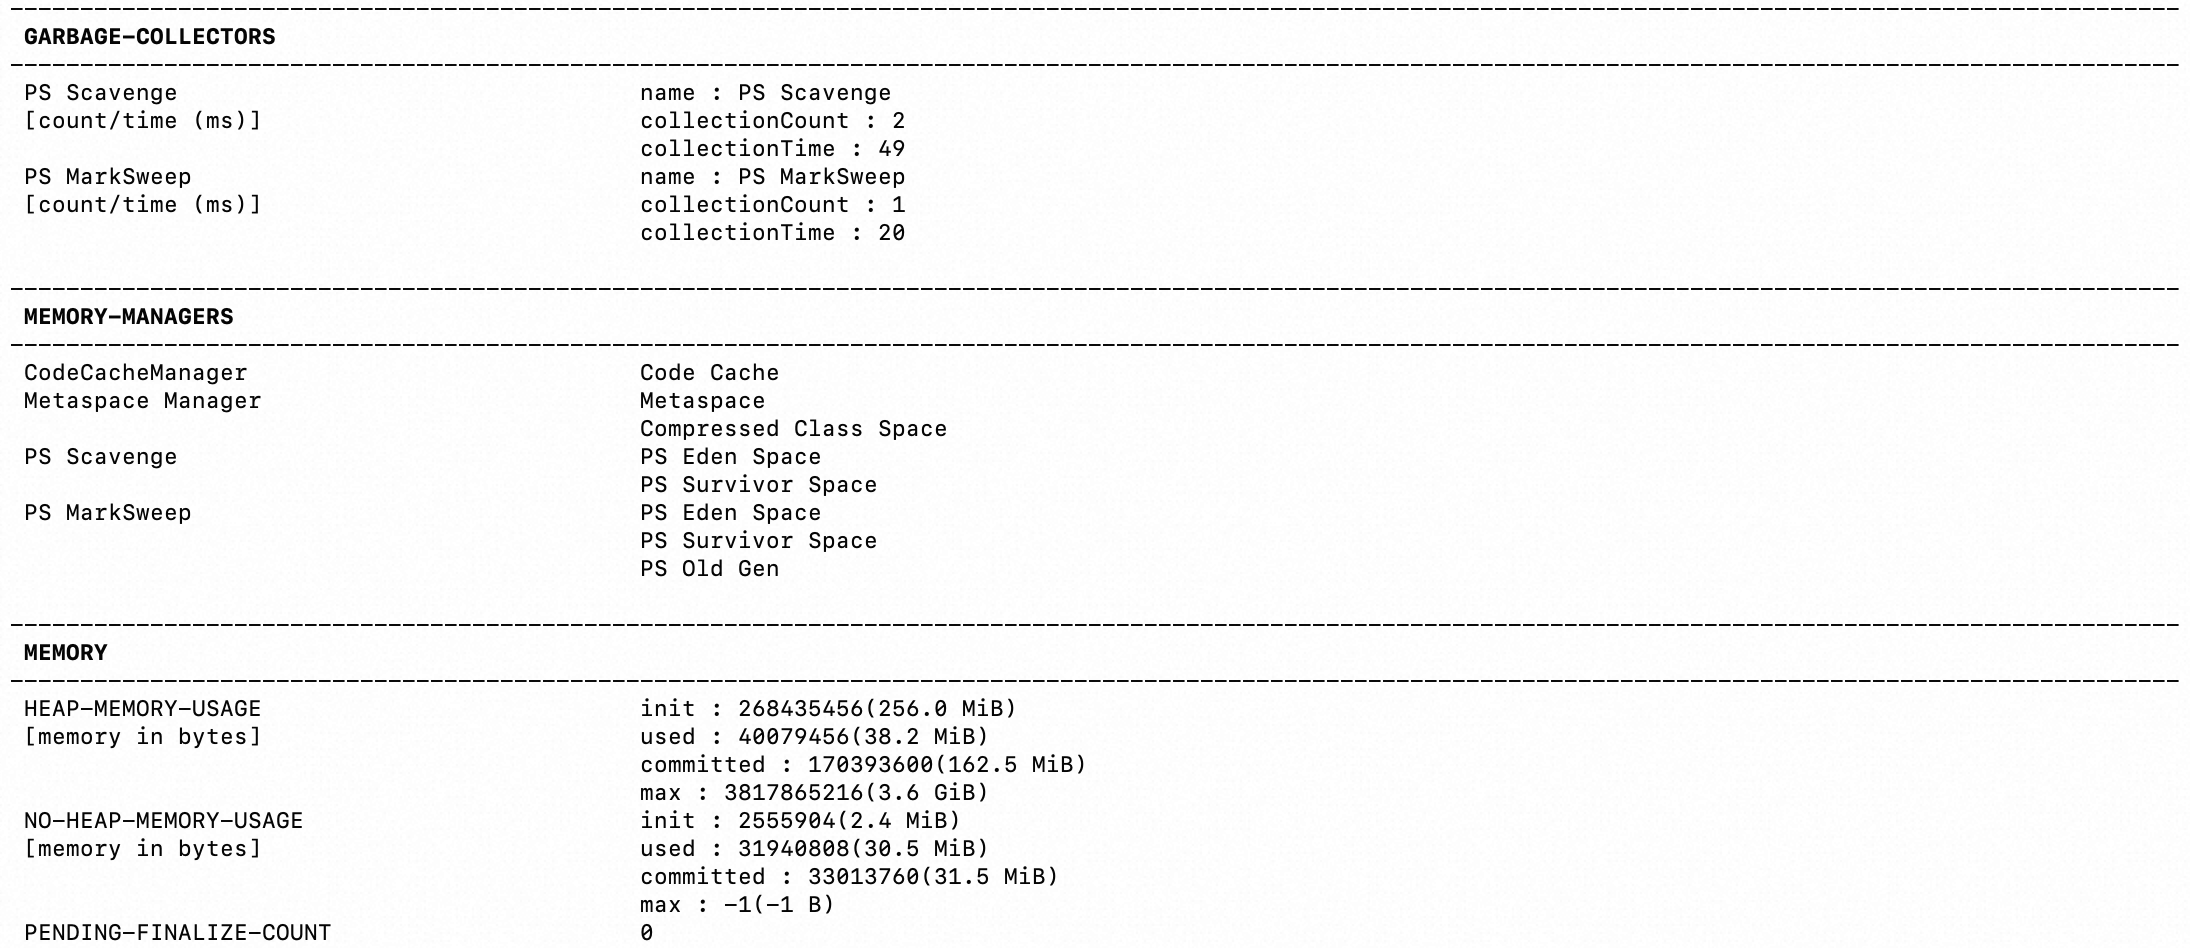 GARBAGE-COLLECTORS
PS Scavenge name : PS Scavenge
[count/time (ms)] collectionCount : 2
collectionTime : 49
PS MarkSweep name : PS MarkSweep
[count/time (ms)] collectionCount : 1
collectionTime : 20
MEMORY-MANAGERS
CodeCacheManager Code Cache
Metaspace Manager Metaspace
Compressed Class Space
PS Scavenge PS Eden Space
PS Survivor Space
PS MarkSweep PS Eden Space
PS Survivor Space
PS Old Gen
MEMORY
HEAP-MEMORY-USAGE init : 268435456(256.0 MiB)
[memory in bytes] used : 40079456(38.2 MiB)
committed : 170393600(162.5 MiB)
max : 3817865216(3.6 GiB)
NO-HEAP-MEMORY-USAGE init : 2555904(2.4 MiB)
[memory in bytes] used : 31940808(30.5 MiB)
committed : 33013760(31.5 MiB)
max : -1(-1 B)
PENDING-FINALIZE-COUNT 0